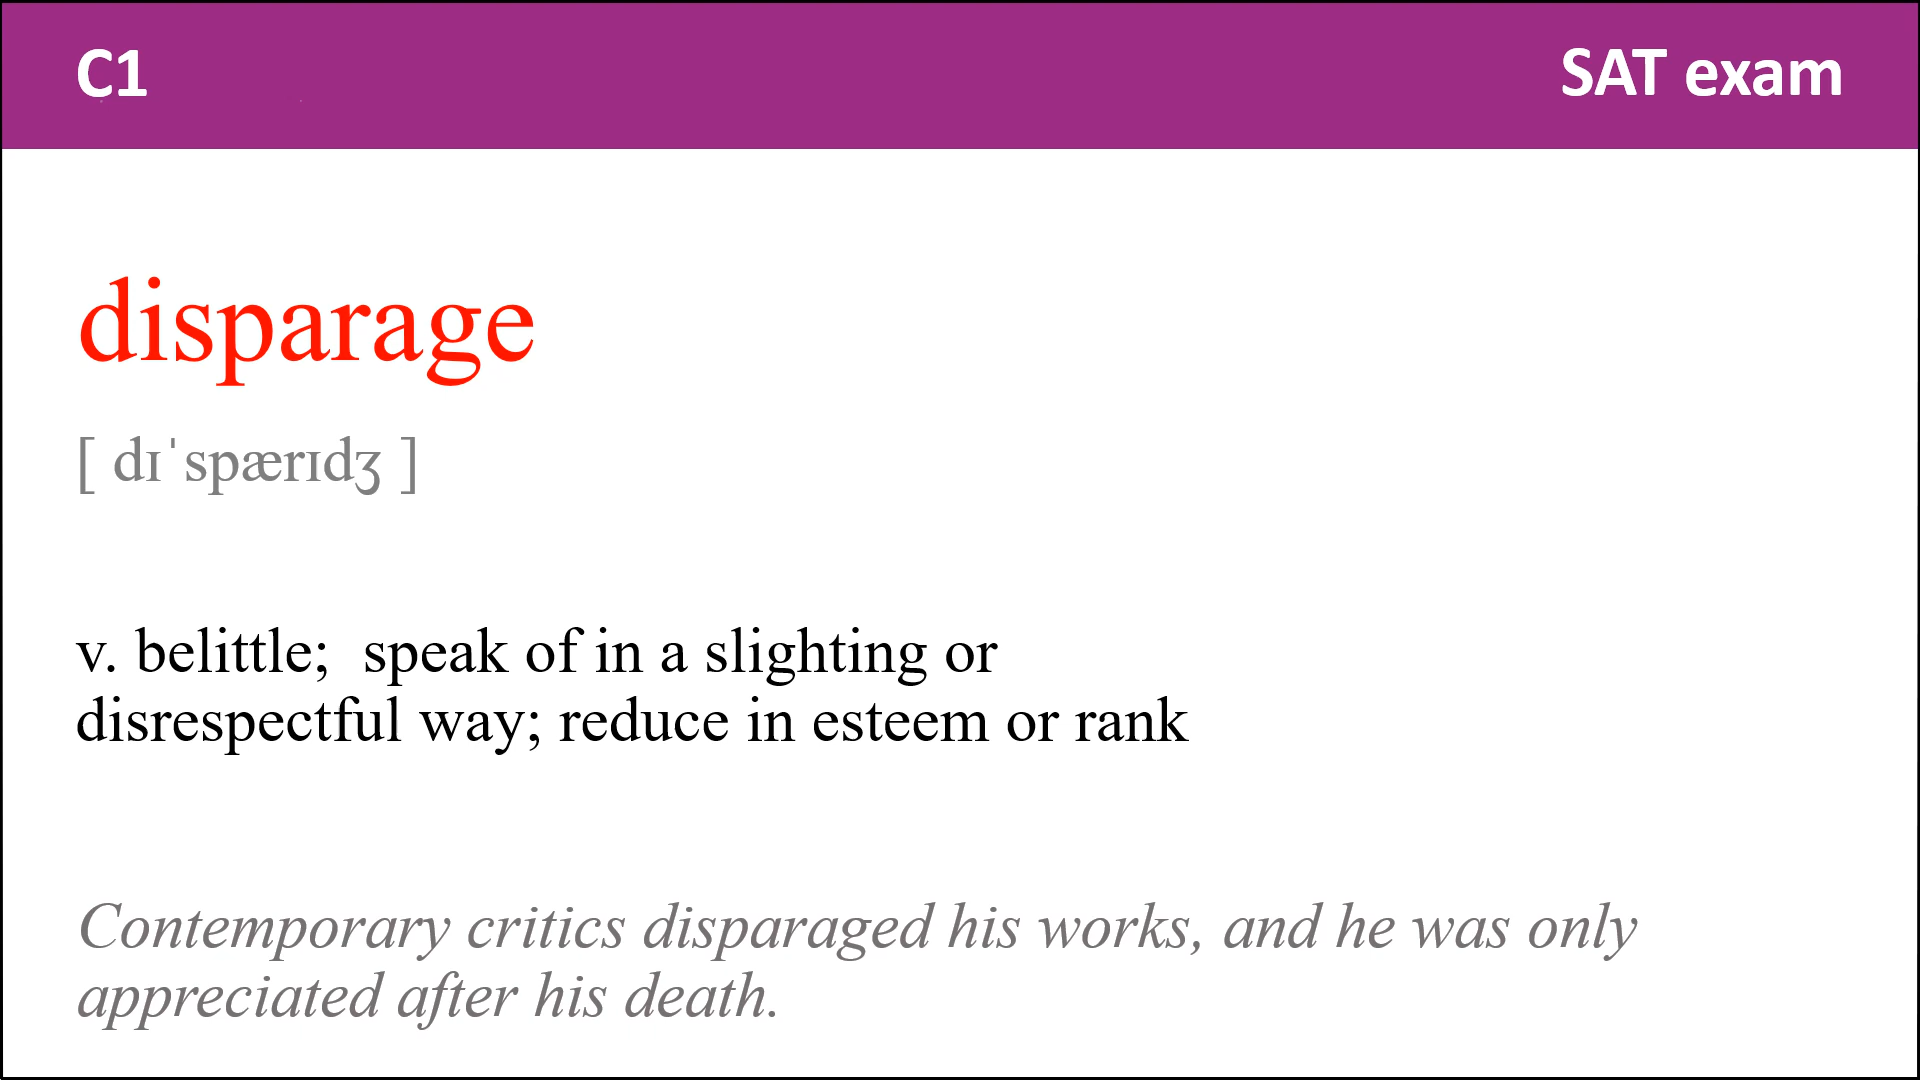 C1
SAT exam
disparage
[ dɪˈspærɪdʒ ]
v. belittle;  speak of in a slighting or
disrespectful way; reduce in esteem or rank
Contemporary critics disparaged his works, and he was only
appreciated after his death.